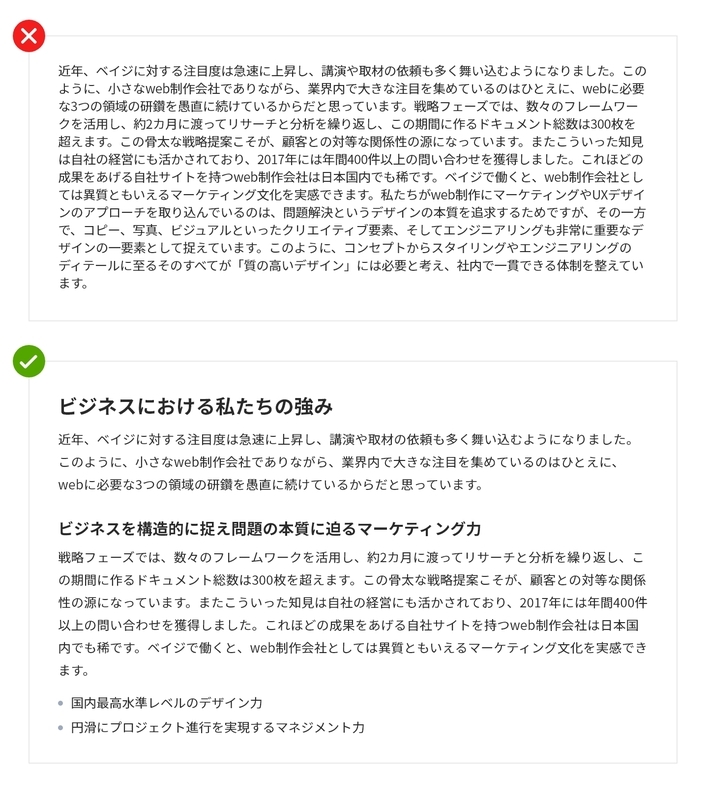 近年、ベイジに対する注目度は急速に上昇し、講演や取材の依頼も多く舞い込むようになりました。この
ように、小さなweb制作会社でありながら、業界内で大きな注目を集めているのはひとえに、webに必要
な3つの領域の研鑽を愚直に続けているからだと思っています。戦略フェーズでは、数々のフレームワー
クを活用し、約2カ月に渡ってリサーチと分析を繰り返し、この期間に作るドキュメント総数は300枚を
超えます。この骨太な戦略提案こそが、顧客との対等な関係性の源になっています。またこういった知見
は自社の経営にも活かされており、2017年には年間400件以上の問い合わせを獲得しました。これほどの
成果をあげる自社サイトを持つweb制作会社は日本国内でも稀です。ベイジで働くと、web制作会社とし
ては異質ともいえるマーケティング文化を実感できます。私たちがweb制作にマーケティングやUXデザイ
ンのアプローチを取り込んでいるのは、問題解決というデザインの本質を追求するためですが、その一方
で、コピー、写真、ビジュアルといったクリエイティブ要素、そしてエンジニアリングも非常に重要なデ
ザインの一要素として捉えています。このように、コンセプトからスタイリングやエンジニアリングの
ディテールに至るそのすべてが「質の高いデザイン」には必要と考え、社内で一貫できる体制を整えてい
ます。
ビジネスにおける私たちの強み
近年、ベイジに対する注目度は急速に上昇し、講演や取材の依頼も多く舞い込むようになりました。
このように、小さなweb制作会社でありながら、業界内で大きな注目を集めているのはひとえに、
webに必要な3つの領域の研鑽を愚直に続けているからだと思っています。
ビジネスを構造的に捉え問題の本質に迫るマーケティング力
戦略フェーズでは、数々のフレームワークを活用し、約2カ月に渡ってリサーチと分析を繰り返し、こ
の期間に作るドキュメント総数は300枚を超えます。この骨太な戦略提案こそが、顧客との対等な関係
性の源になっています。またこういった知見は自社の経営にも活かされており、2017年には年間400件
以上の問い合わせを獲得しました。これほどの成果をあげる自社サイトを持つweb制作会社は日本国
内でも稀です。ベイジで働くと、web制作会社としては異質ともいえるマーケティング文化を実感でき
ます。
国内最高水準レベルのデザイン力
円滑にプロジェクト進行を実現するマネジメント力